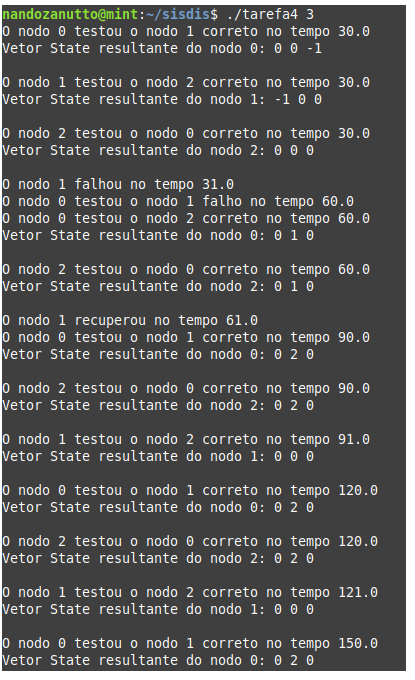 nandozanutto@mint:~/sisdis$ ./tarefa4 3
O nodo 0 testou o nodo 1 correto no tempo 30.0
Vetor State resultante do nodo 0: 0 0 -1
O nodo 1 testou o nodo 2 correto no tempo 30.0
Vetor State resultante do nodo 1: -1 0 0
O nodo 2 testou o nodo 0 correto no tempo 30.0
Vetor State resultante do nodo 2: 0 0 0
O nodo 1 falhou no tempo 31.0
O nodo 0 testou o nodo 1 falho no tempo 60.0
O nodo 0 testou o nodo 2 correto no tempo 60.0
Vetor State resultante do nodo 0: 0 1 0
O nodo 2 testou o nodo 0 correto no tempo 60.0
Vetor State resultante do nodo 2: 0 1 0
O nodo 1 recuperou no tempo 61.0
O nodo 0 testou o nodo 1 correto no tempo 90.0
Vetor State resultante do nodo 0: 0 2 0
O nodo 2 testou o nodo 0 correto no tempo 90.0
Vetor State resultante do nodo 2: 0 2 0
O nodo 1 testou o nodo 2 correto no tempo 91.0
Vetor State resultante do nodo 1: 0 0 0
O nodo 0 testou o nodo 1 correto no tempo 120.0
Vetor State resultante do nodo 0: 0 2 0
O nodo 2 testou o nodo 0 correto no tempo 120.0
Vetor State resultante do nodo 2: 0 2 0
O nodo 1 testou o nodo 2 correto no tempo 121.0
Vetor State resultante do nodo 1: 0 0 0
O nodo 0 testou o nodo 1 correto no tempo 150.0
Vetor State resultante do nodo 0: 0 2 0